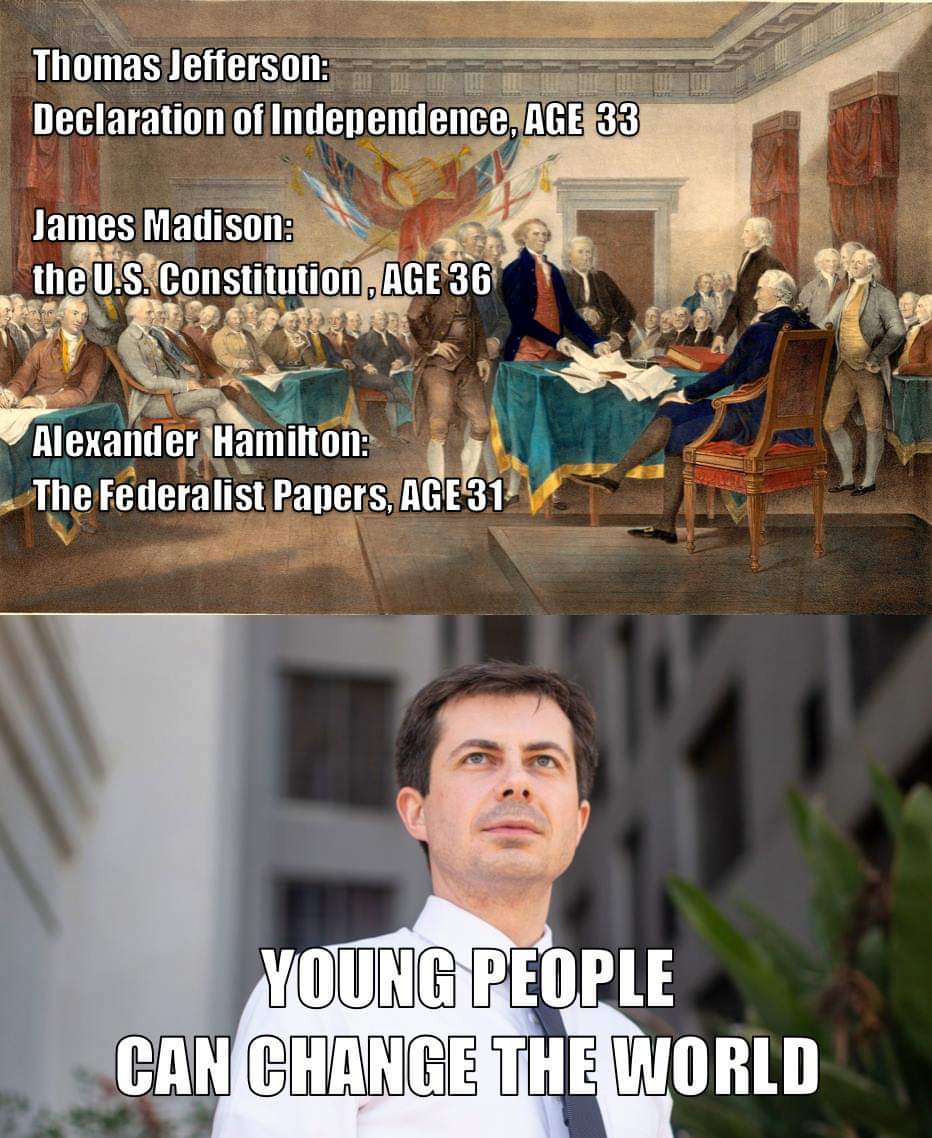 Thomas Jefferson:
Declaration of Independence, AGE 33
James Madison:
the U.S. Constitution , AGE 36
Alexander Hamilton:
The Federalist Papers, AGE 31
YOUNG PEOPLE
CAN CHANGE THE WORLD